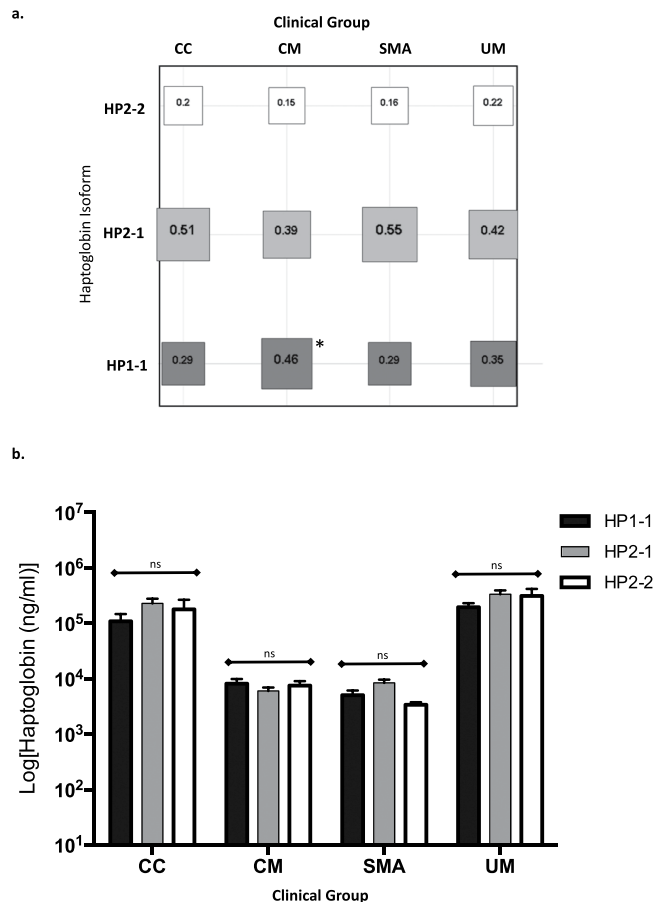 a.
Clinical Group
CC CM SMA UM
HP2-2 0.2 0.15 0.16 0.22
Haptoglobin Isoform
HP2-1 0.51 0.39 0.55 0.42
HP1-1 0.29 0.46 * 0.29 0.35
b.
Log[Haptoglobin (ng/ml)]
10⁷
10⁶
10⁵
10⁴
10³
10²
10¹
ns ns ns ns
HP1-1
HP2-1
HP2-2
CC CM SMA UM
Clinical Group